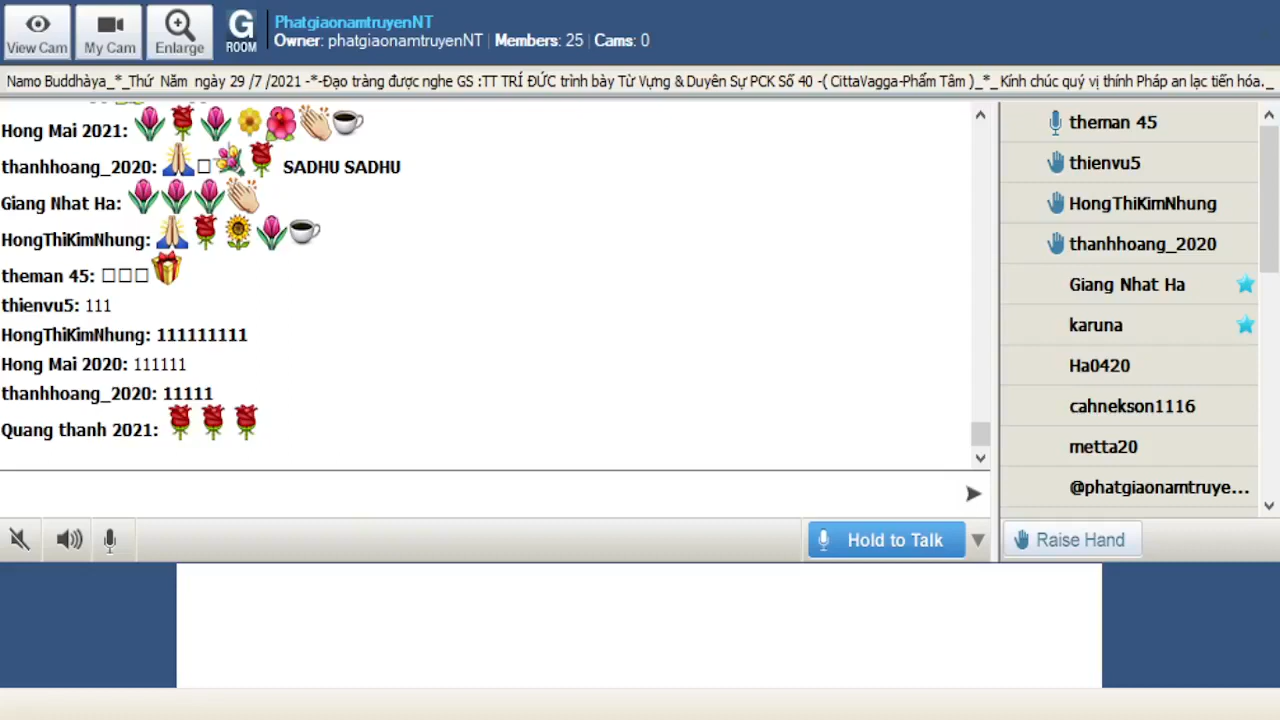 View Cam
My Cam
Enlarge
G
ROOM
PhatgiaonamtruyenNT
Owner: phatgiaonamtruyenNT | Members: 25 | Cams: 0
Namo Buddhàya_*_Thứ Năm ngày 29 /7 /2021 -*-Đạo tràng được nghe GS :TT TRÍ ĐỨC trình bày Từ Vựng & Duyên Sự PCK Số 40 -( CittaVagga-Phẩm Tâm )_*_Kính chúc quý vị thính Pháp an lạc tiến hóa._
Hong Mai 2021:
thanhhoang_2020: SADHU SADHU
Giang Nhat Ha:
HongThiKimNhung:
theman 45:
thienvu5: 111
HongThiKimNhung: 111111111
Hong Mai 2020: 111111
thanhhoang_2020: 11111
Quang thanh 2021:
Hold to Talk
theman 45
thienvu5
HongThiKimNhung
thanhhoang_2020
Giang Nhat Ha
karuna
Ha0420
cahnekson1116
metta20
@phatgiaonamtruye...
Raise Hand